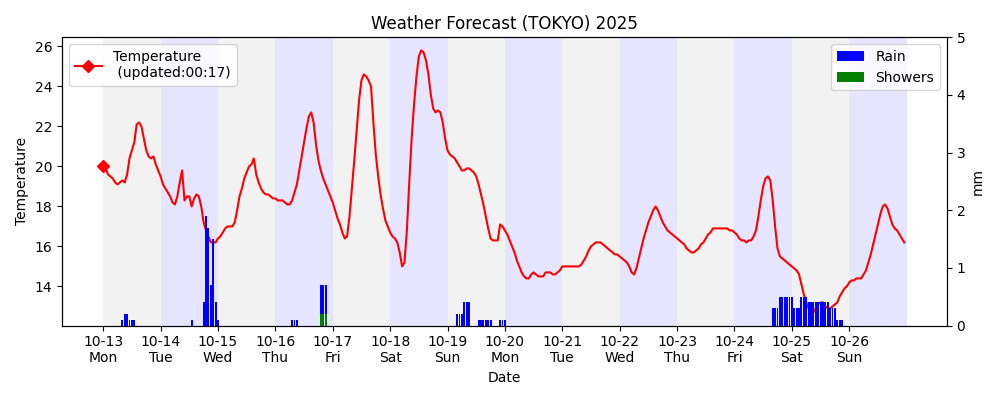 Weather Forecast (TOKYO) 2025
Temperature
(updated:00:17)
Rain
Showers
Temperature
26
24
22
20
18
16
14
5
4
3
2
1
0
mm
10-13 10-14 10-15 10-16 10-17 10-18 10-19 10-20 10-21 10-22 10-23 10-24 10-25 10-26
Mon Tue Wed Thu Fri Sat Sun Mon Tue Wed Thu Fri Sat Sun
Date